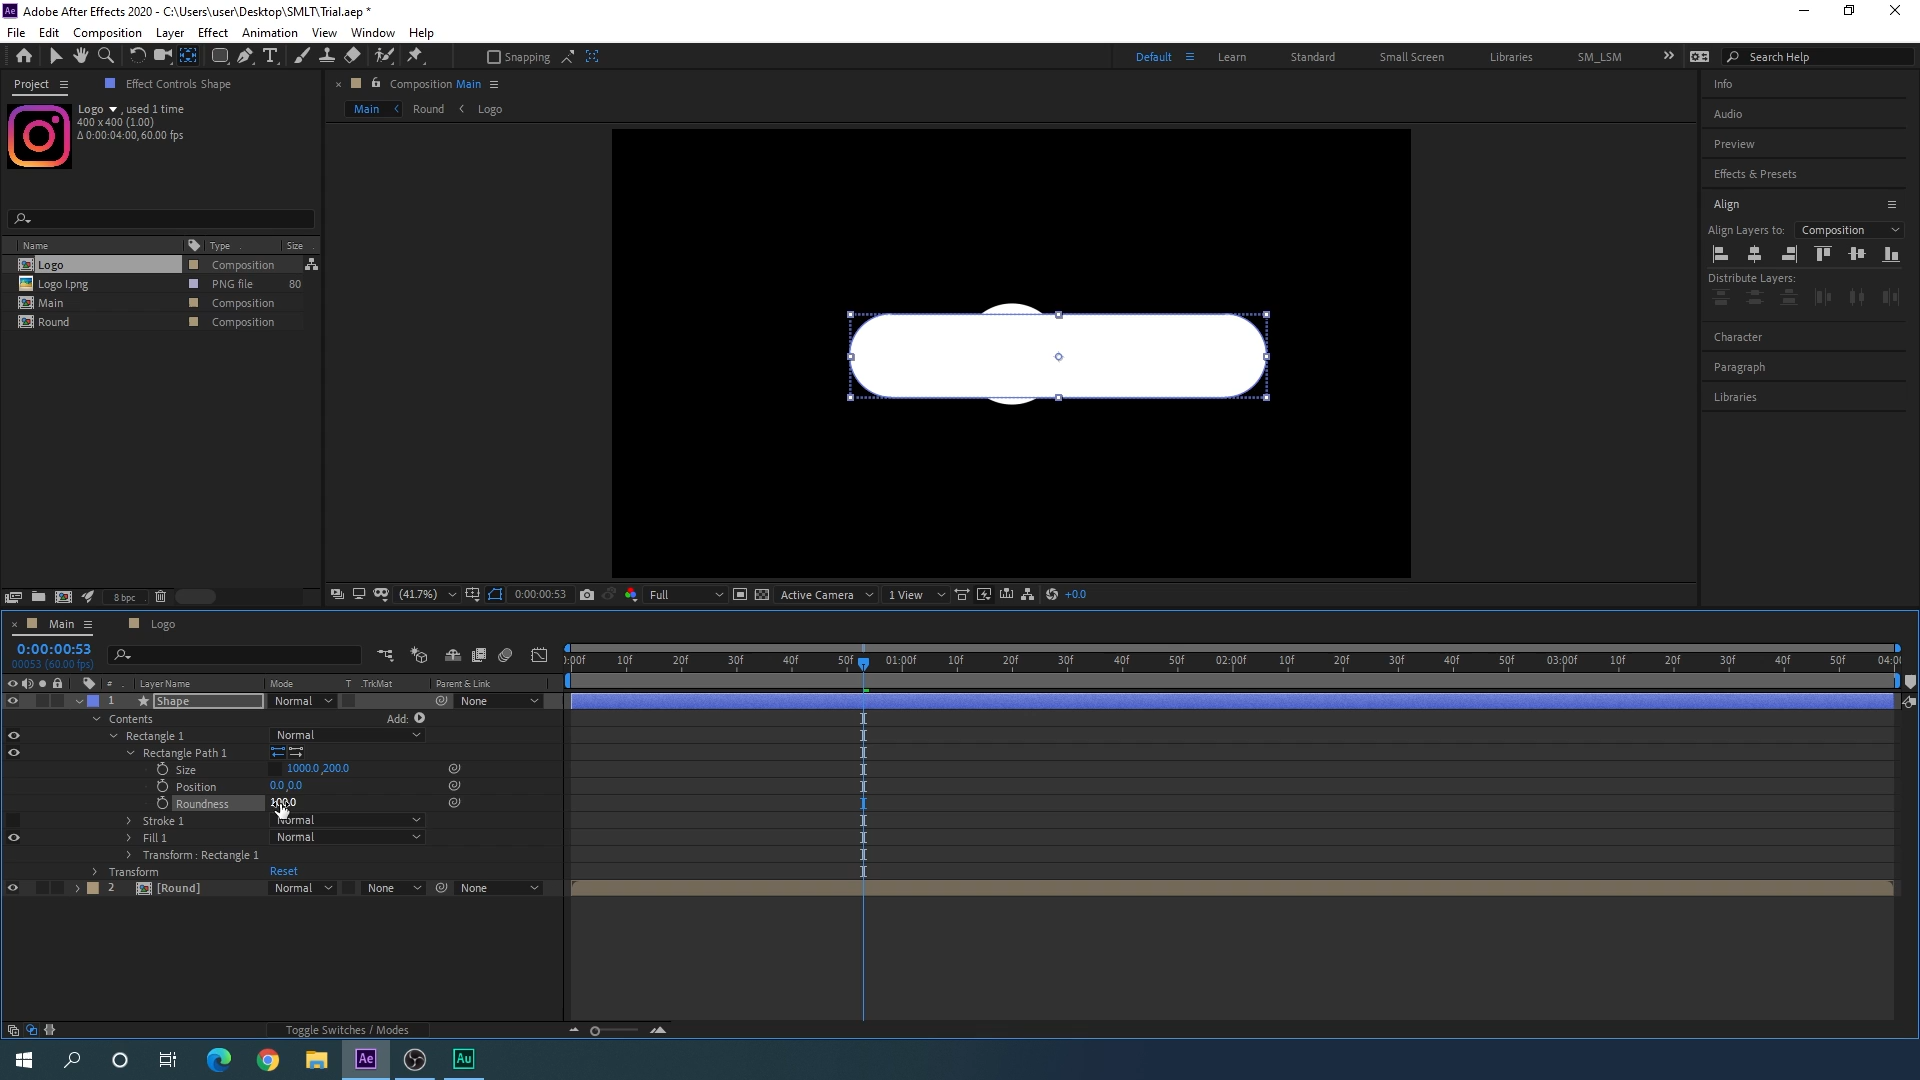 Ae Adobe After Effects 2020 - C:\Users\user\Desktop\SMLT\Trial.aep *
File Edit Composition Layer Effect Animation View Window Help
Snapping Default Learn Standard Small Screen Libraries SM_LSM Search Help
Project Effect Controls Shape
Logo , used 1 time
400 x 400 (1.00)
Δ 0:00:04:00, 60.00 fps
Name Type Size
Logo Composition
Logo I.png PNG file 80
Main Composition
Round Composition
8 bpc
Composition Main
Main Round Logo
(41.7%) 0:00:00:53 Full Active Camera 1 View +0.0
Info
Audio
Preview
Effects & Presets
Align
Align Layers to: Composition
Distribute Layers:
Character
Paragraph
Libraries
Main Logo
0:00:00:53
00053 (60.00 fps)
):00f 10f 20f 30f 40f 50f 01:00f 10f 20f 30f 40f 50f 02:00f 10f 20f 30f 40f 50f 03:00f 10f 20f 30f 40f 50f 04:00
# Layer Name Mode T .TrkMat Parent & Link
1 Shape Normal None
Contents Add:
Rectangle 1 Normal
Rectangle Path 1
Size 1000.0,200.0
Position 0.0,0.0
Roundness 100.0
Stroke 1 Normal
Fill 1 Normal
Transform : Rectangle 1
Transform Reset
2 [Round] Normal None None
Toggle Switches / Modes
Ae Au